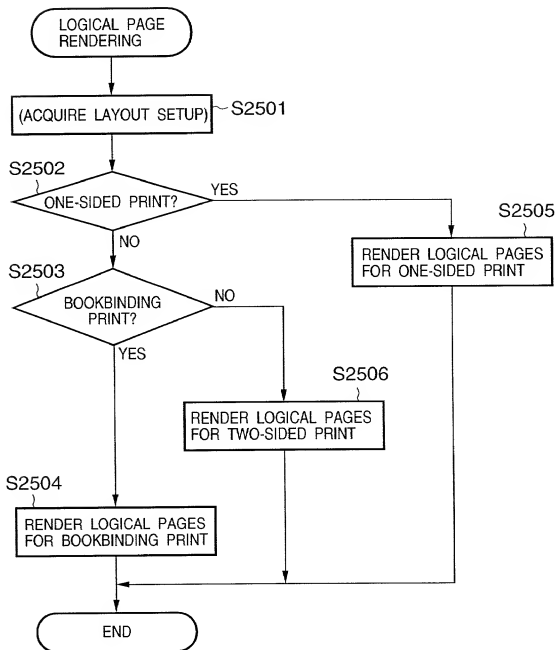 LOGICAL PAGE
RENDERING
(ACQUIRE LAYOUT SETUP)
S2501
S2502
ONE-SIDED PRINT?
YES
NO
S2505
RENDER LOGICAL PAGES
FOR ONE-SIDED PRINT
S2503
BOOKBINDING
PRINT?
NO
YES
S2506
RENDER LOGICAL PAGES
FOR TWO-SIDED PRINT
S2504
RENDER LOGICAL PAGES
FOR BOOKBINDING PRINT
END